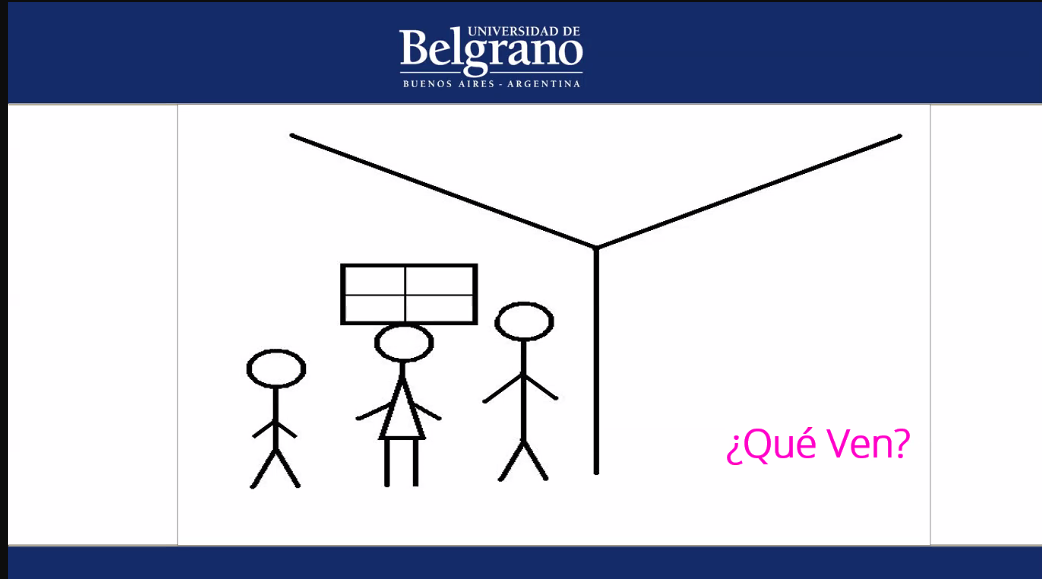 UNIVERSIDAD DE
Belgrano
BUENOS AIRES - ARGENTINA
¿Qué Ven?